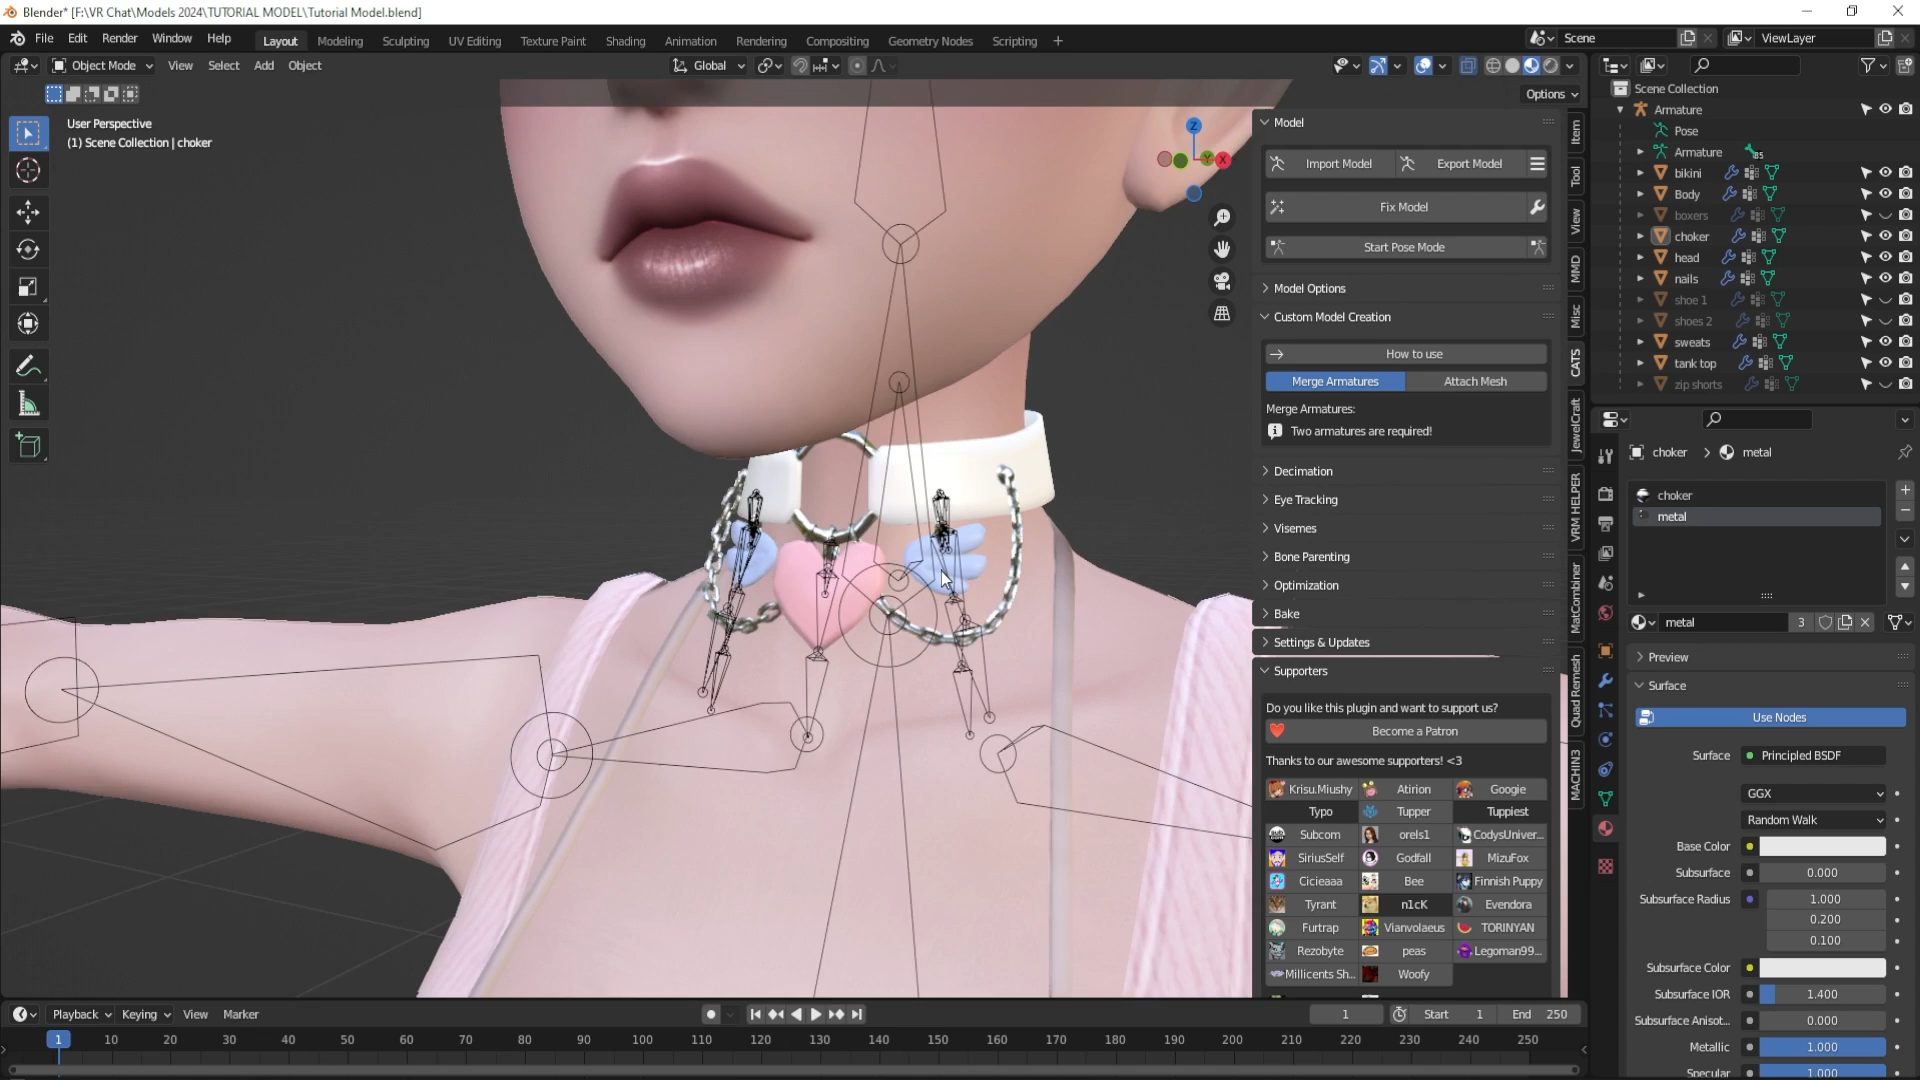 Blender* [F:\VR Chat\Models 2024\TUTORIAL MODEL\Tutorial Model.blend]
File Edit Render Window Help Layout Modeling Sculpting UV Editing Texture Paint Shading Animation Rendering Compositing Geometry Nodes Scripting +
Scene
ViewLayer
Object Mode View Select Add Object
Global
Options
User Perspective
(1) Scene Collection | choker
Z
Y
X
Model
Import Model
Export Model
Fix Model
Start Pose Mode
Model Options
Custom Model Creation
How to use
Merge Armatures
Attach Mesh
Merge Armatures:
Two armatures are required!
Decimation
Eye Tracking
Visemes
Bone Parenting
Optimization
Bake
Settings & Updates
Supporters
Do you like this plugin and want to support us?
Become a Patron
Thanks to our awesome supporters! <3
Krisu.Miushy Atirion Googie
Typo Tupper Tuppiest
Subcom orels1 CodysUniver...
SiriusSelf Godfall MizuFox
Cicieaaa Bee Finnish Puppy
Tyrant n1cK Evendora
Furtrap Vianvolaeus TORINYAN
Rezobyte peas Legoman99...
Millicents Sh... Woofy
Item
Tool
View
MMD
Misc
CATS
JewelCraft
VRM HELPER
MatCombiner
Quad Remesh
MACHIN3
Scene Collection
Armature
Pose
Armature
85
bikini
Body
boxers
choker
head
nails
shoe 1
shoes 2
sweats
tank top
zip shorts
choker > metal
choker
metal
metal 3
Preview
Surface
Use Nodes
Surface Principled BSDF
GGX
Random Walk
Base Color
Subsurface 0.000
Subsurface Radius 1.000
0.200
0.100
Subsurface Color
Subsurface IOR 1.400
Subsurface Anisot... 0.000
Metallic 1.000
Specular 1.000
Playback Keying View Marker
1 Start 1 End 250
1 10 20 30 40 50 60 70 80 90 100 110 120 130 140 150 160 170 180 190 200 210 220 230 240 250